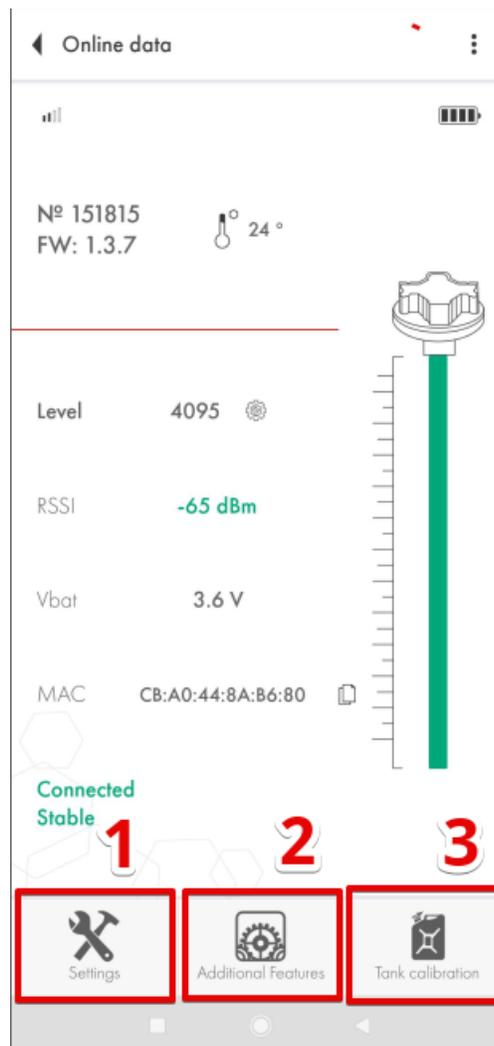 Online data
№ 151815
24 °
FW: 1.3.7
Level 4095
RSSI -65 dBm
Vbat 3.6 V
MAC CB:A0:44:8A:B6:80
Connected
Stable
1 2 3
Settings Additional Features Tank calibration